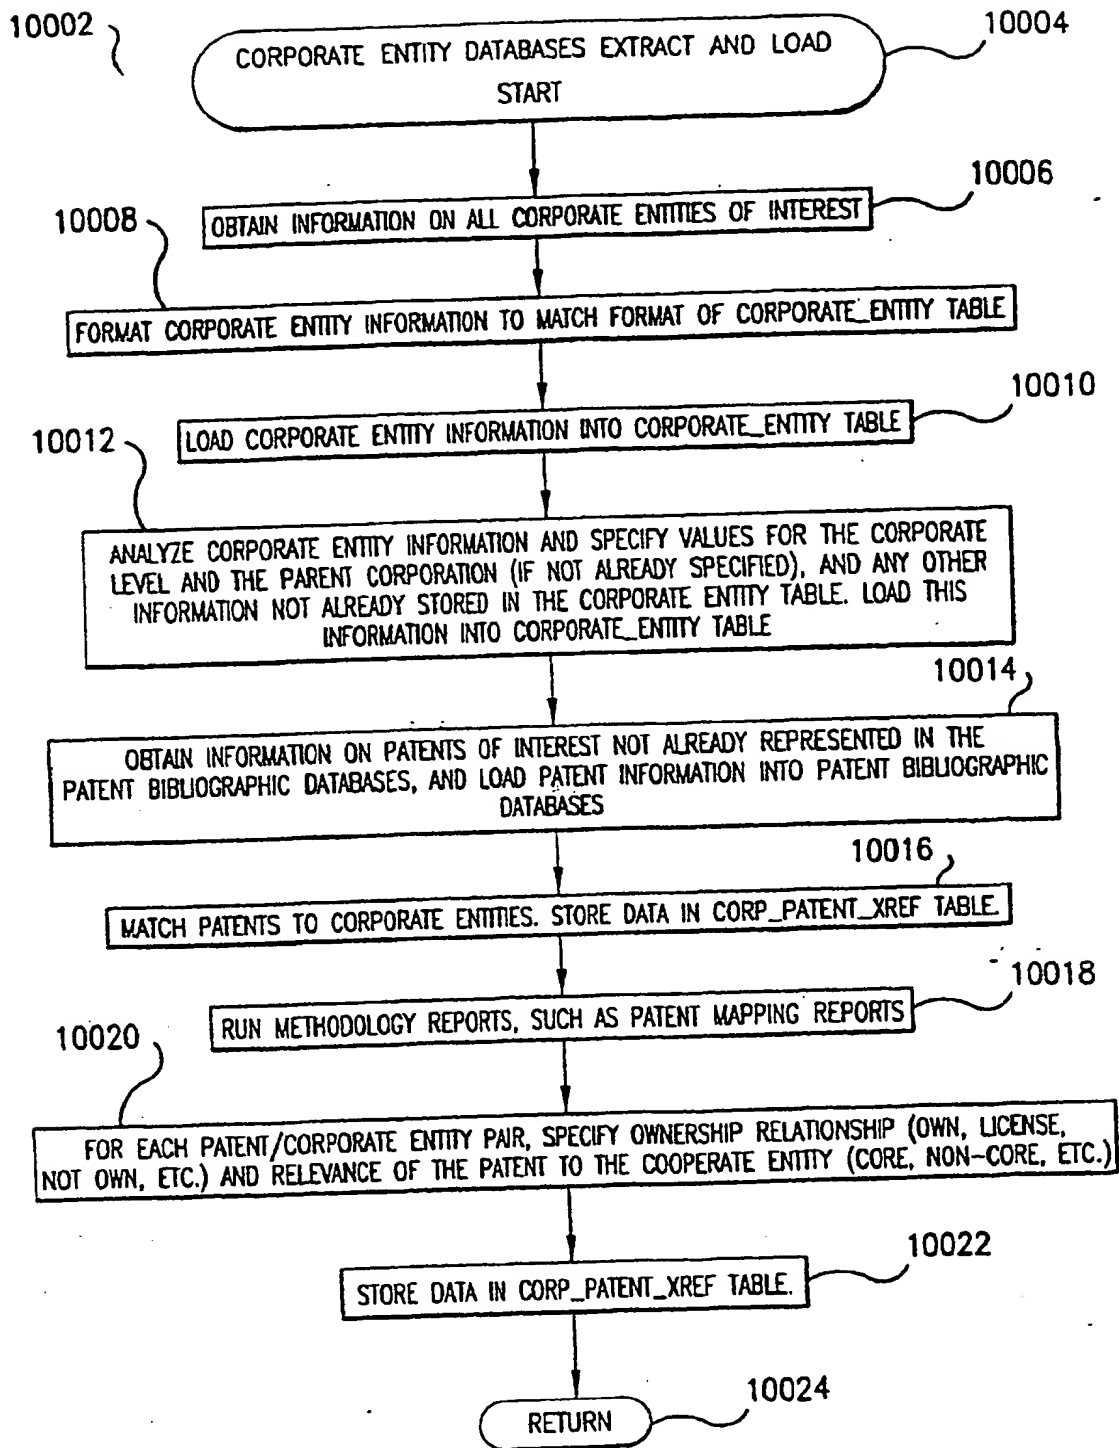 10002
10004
CORPORATE ENTITY DATABASES EXTRACT AND LOAD
START
10006
OBTAIN INFORMATION ON ALL CORPORATE ENTITIES OF INTEREST
10008
FORMAT CORPORATE ENTITY INFORMATION TO MATCH FORMAT OF CORPORATE_ENTITY TABLE
10010
LOAD CORPORATE ENTITY INFORMATION INTO CORPORATE_ENTITY TABLE
10012
ANALYZE CORPORATE ENTITY INFORMATION AND SPECIFY VALUES FOR THE CORPORATE
LEVEL AND THE PARENT CORPORATION (IF NOT ALREADY SPECIFIED), AND ANY OTHER
INFORMATION NOT ALREADY STORED IN THE CORPORATE ENTITY TABLE. LOAD THIS
INFORMATION INTO CORPORATE_ENTITY TABLE
10014
OBTAIN INFORMATION ON PATENTS OF INTEREST NOT ALREADY REPRESENTED IN THE
PATENT BIBLIOGRAPHIC DATABASES, AND LOAD PATENT INFORMATION INTO PATENT BIBLIOGRAPHIC
DATABASES
10016
MATCH PATENTS TO CORPORATE ENTITIES. STORE DATA IN CORP_PATENT_XREF TABLE.
10018
RUN METHODOLOGY REPORTS, SUCH AS PATENT MAPPING REPORTS
10020
FOR EACH PATENT/CORPORATE ENTITY PAIR, SPECIFY OWNERSHIP RELATIONSHIP (OWN, LICENSE,
NOT OWN, ETC.) AND RELEVANCE OF THE PATENT TO THE COOPERATE ENTITY (CORE, NON-CORE, ETC.)
10022
STORE DATA IN CORP_PATENT_XREF TABLE.
10024
RETURN